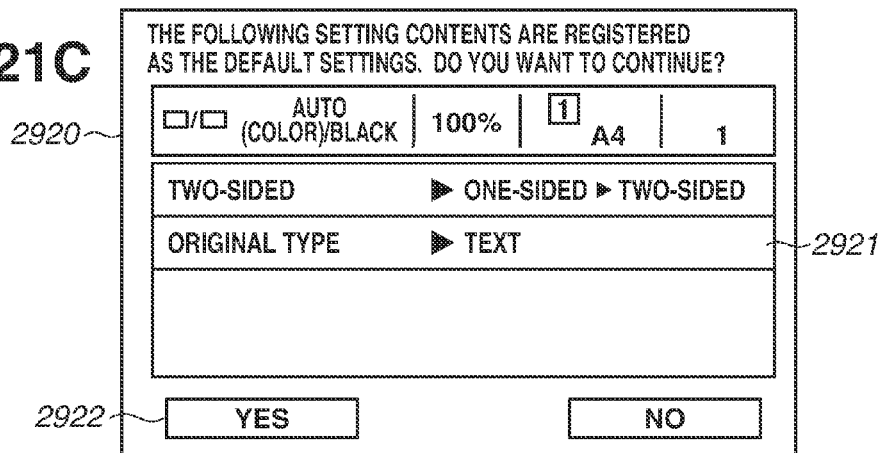 21C
THE FOLLOWING SETTING CONTENTS ARE REGISTERED
AS THE DEFAULT SETTINGS. DO YOU WANT TO CONTINUE?
2920
AUTO
(COLOR)/BLACK
100%
1
A4
1
TWO-SIDED ▶ ONE-SIDED ▶ TWO-SIDED
ORIGINAL TYPE ▶ TEXT
2921
2922
YES
NO